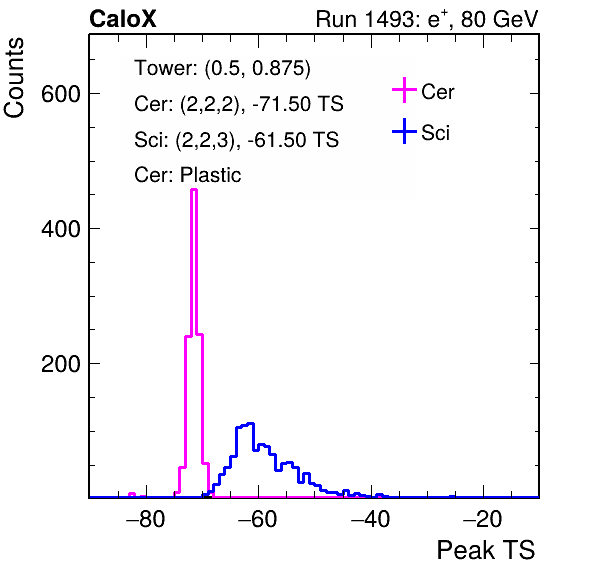 CaloX Run 1493: e⁺, 80 GeV
Counts
Tower: (0.5, 0.875)
Cer: (2,2,2), -71.50 TS
Sci: (2,2,3), -61.50 TS
Cer: Plastic
Cer
Sci
600
400
200
−80 −60 −40 −20
Peak TS